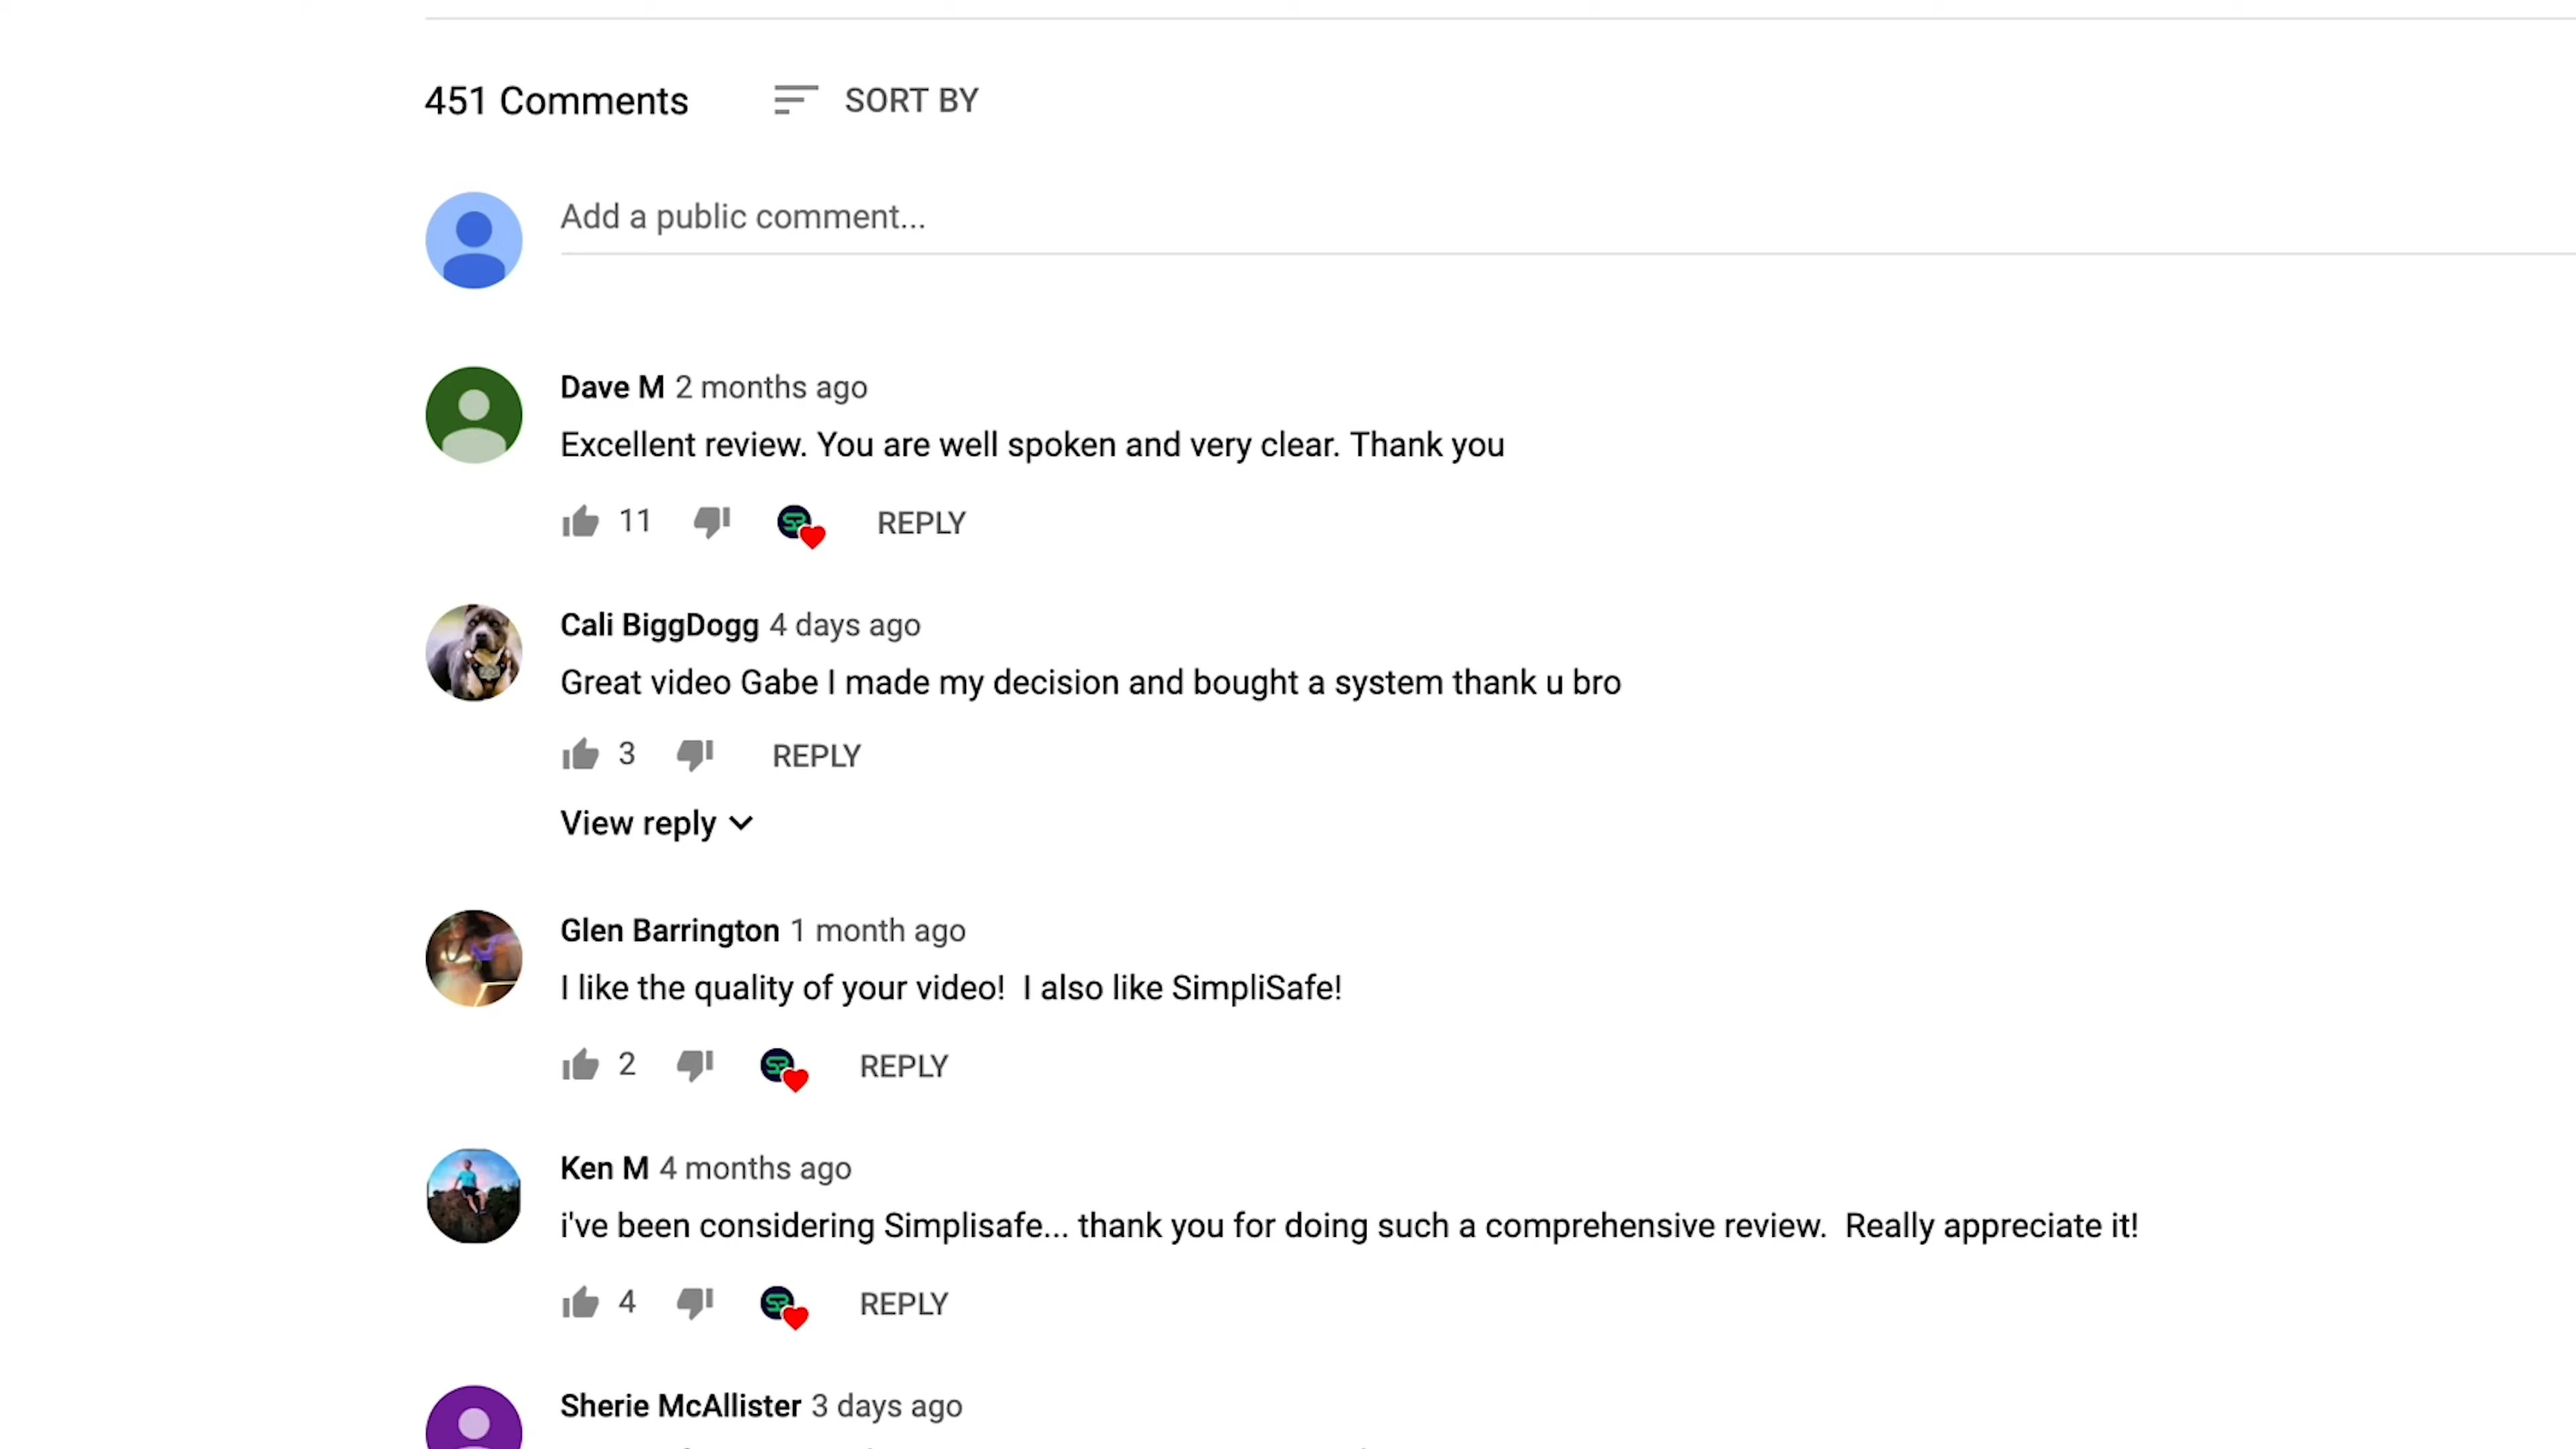 451 Comments SORT BY
Add a public comment...
Dave M 2 months ago
Excellent review. You are well spoken and very clear. Thank you
11 REPLY
Cali BiggDogg 4 days ago
Great video Gabe I made my decision and bought a system thank u bro
3 REPLY
View reply
Glen Barrington 1 month ago
I like the quality of your video!  I also like SimpliSafe!
2 REPLY
Ken M 4 months ago
i've been considering Simplisafe... thank you for doing such a comprehensive review.  Really appreciate it!
4 REPLY
Sherie McAllister 3 days ago